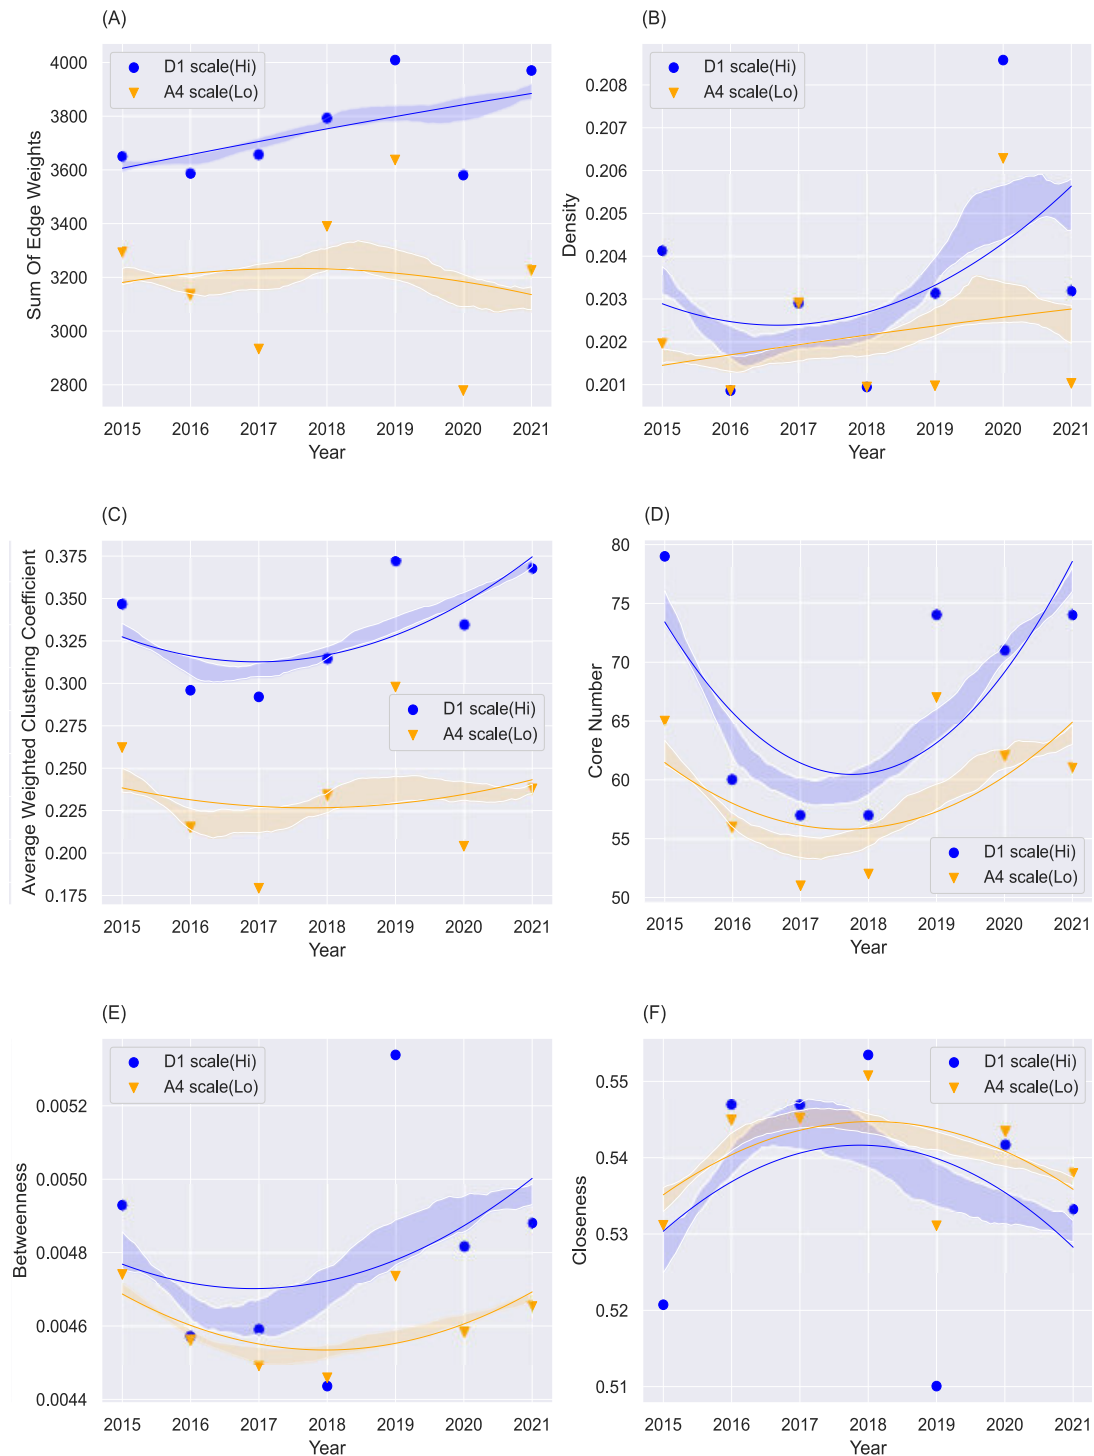 (A)
D1 scale(Hi)
A4 scale(Lo)
4000
3800
3600
3400
3200
3000
2800
Sum Of Edge Weights
2015 2016 2017 2018 2019 2020 2021
Year
(B)
D1 scale(Hi)
A4 scale(Lo)
0.208
0.207
0.206
0.205
0.204
0.203
0.202
0.201
Density
2015 2016 2017 2018 2019 2020 2021
Year
(C)
0.375
0.350
0.325
0.300
0.275
0.250
0.225
0.200
0.175
Average Weighted Clustering Coefficient
D1 scale(Hi)
A4 scale(Lo)
2015 2016 2017 2018 2019 2020 2021
Year
(D)
80
75
70
65
60
55
50
Core Number
D1 scale(Hi)
A4 scale(Lo)
2015 2016 2017 2018 2019 2020 2021
Year
(E)
D1 scale(Hi)
A4 scale(Lo)
0.0052
0.0050
0.0048
0.0046
0.0044
Betweenness
2015 2016 2017 2018 2019 2020 2021
Year
(F)
D1 scale(Hi)
A4 scale(Lo)
0.55
0.54
0.53
0.52
0.51
Closeness
2015 2016 2017 2018 2019 2020 2021
Year